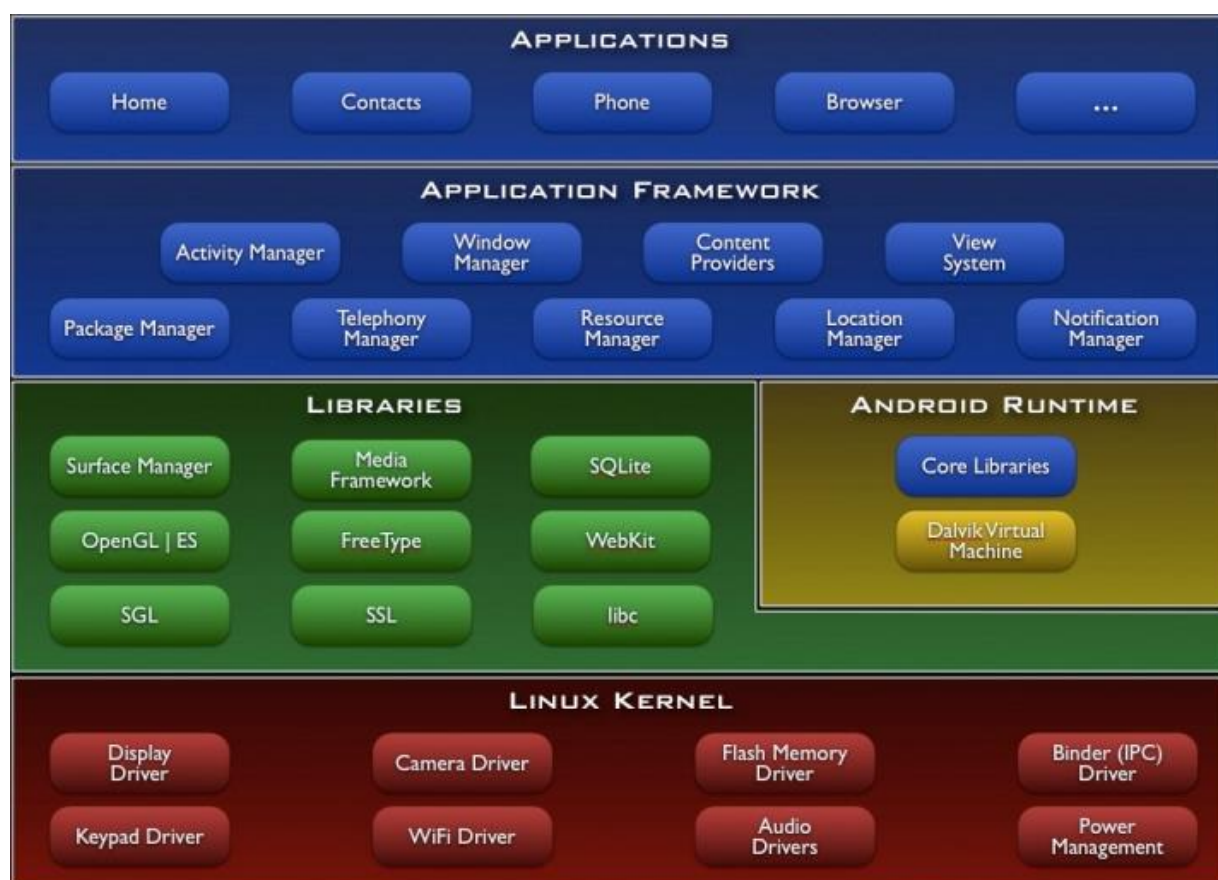 APPLICATIONS
Home
Contacts
Phone
Browser
...
APPLICATION FRAMEWORK
Activity Manager
Window
Manager
Content
Providers
View
System
Package Manager
Telephony
Manager
Resource
Manager
Location
Manager
Notification
Manager
LIBRARIES
Surface Manager
Media
Framework
SQLite
OpenGL | ES
FreeType
WebKit
SGL
SSL
libc
ANDROID RUNTIME
Core Libraries
Dalvik Virtual
Machine
LINUX KERNEL
Display
Driver
Camera Driver
Flash Memory
Driver
Binder (IPC)
Driver
Keypad Driver
WiFi Driver
Audio
Drivers
Power
Management